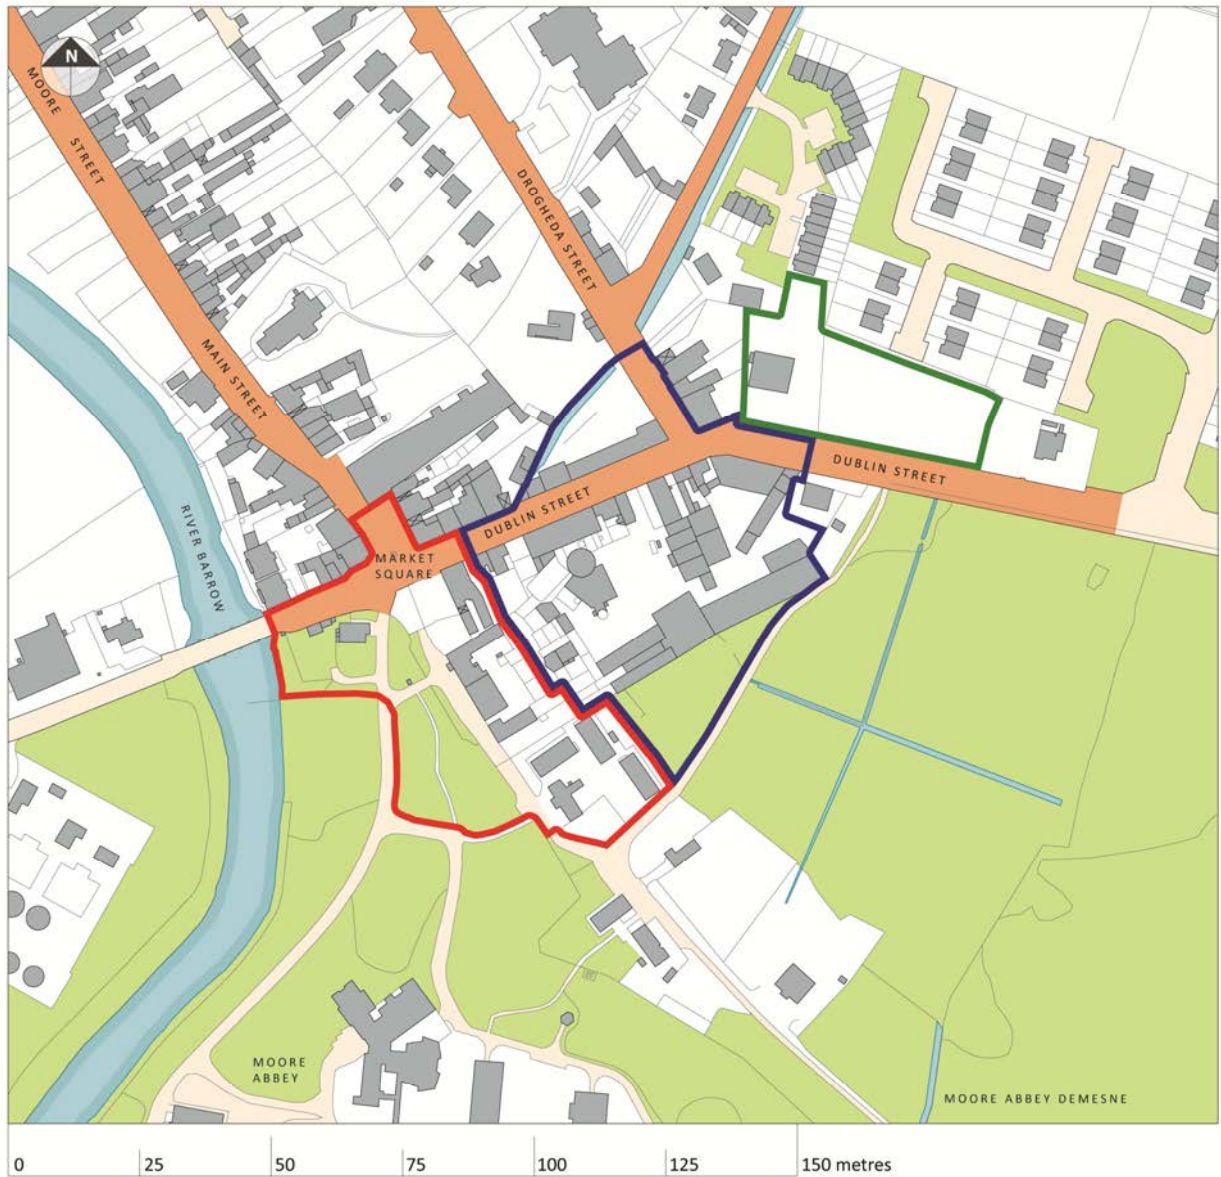 N
MOORE STREET
DROGHEDA STREET
MAIN STREET
DUBLIN STREET
DUBLIN STREET
RIVER BARROW
MARKET
SQUARE
MOORE
ABBEY
MOORE ABBEY DEMESNE
0 25 50 75 100 125 150 metres